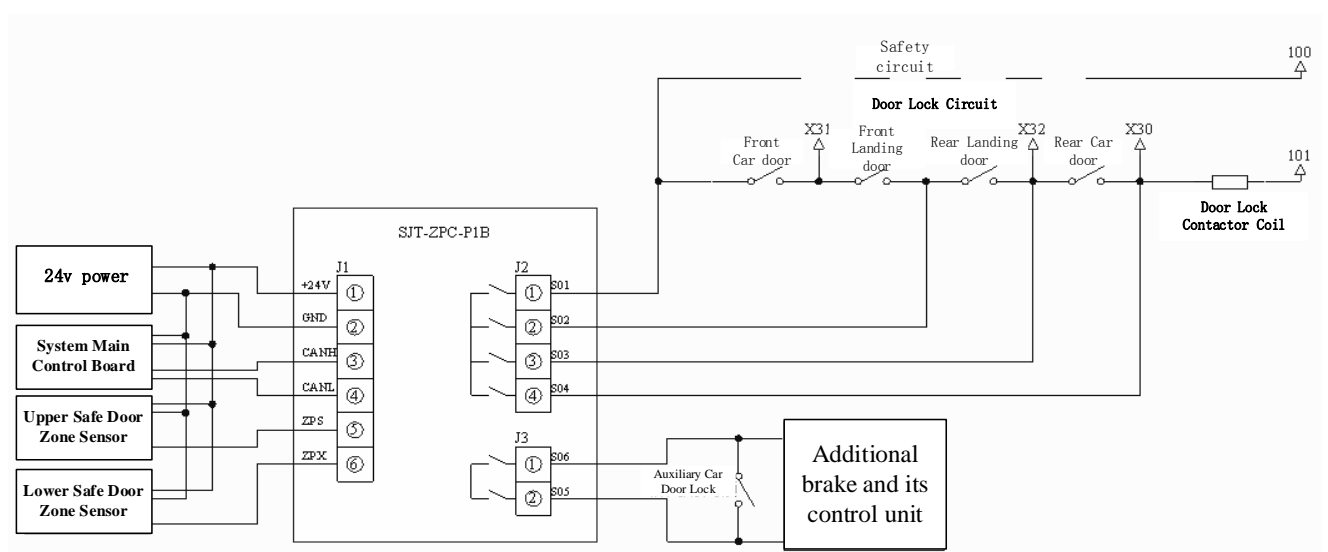 Safety
circuit
100
Door Lock Circuit
X31
Front
Landing
door
X32
X30
Front
Car door
Rear Landing
door
Rear Car
door
101
Door Lock
Contactor Coil
SJT-ZPC-P1B
24v power
System Main
Control Board
Upper Safe Door
Zone Sensor
Lower Safe Door
Zone Sensor
J1
+24V
1
GND
2
CANH
3
CANL
4
ZPS
5
ZPX
6
J2
1
S01
2
S02
3
S03
4
S04
J3
1
S06
2
S05
Auxiliary Car
Door Lock
Additional
brake and its
control unit